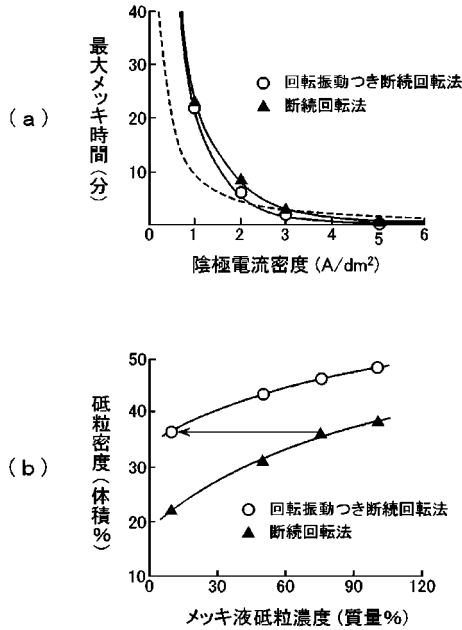 (a)
最大メッキ時間(分)
40
30
20
10
0 1 2 3 4 5 6
陰極電流密度(A/dm²)
○ 回転振動つき断続回転法
▲ 断続回転法
(b)
砥粒密度(体積%)
50
40
30
20
10
0 30 60 90 120
メッキ液砥粒濃度(質量%)
○ 回転振動つき断続回転法
▲ 断続回転法